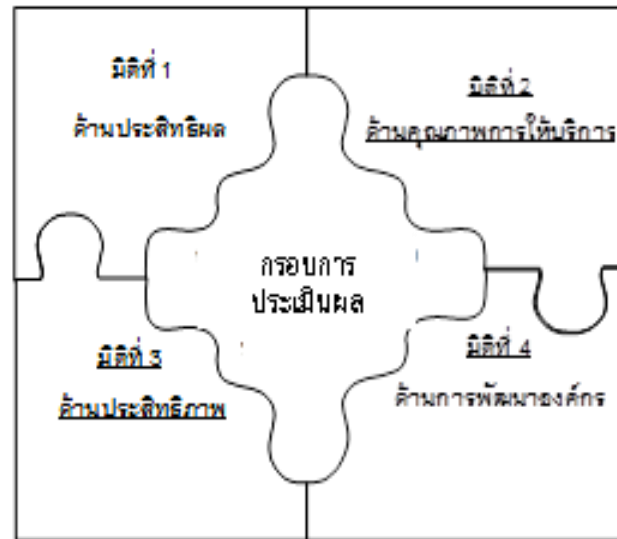 มิติที่ 1
ด้านประสิทธิผล
มิติที่ 2
ด้านคุณภาพการให้บริการ
กรอบการ
ประเมินผล
มิติที่ 3
ด้านประสิทธิภาพ
มิติที่ 4
ด้านการพัฒนาองค์กร